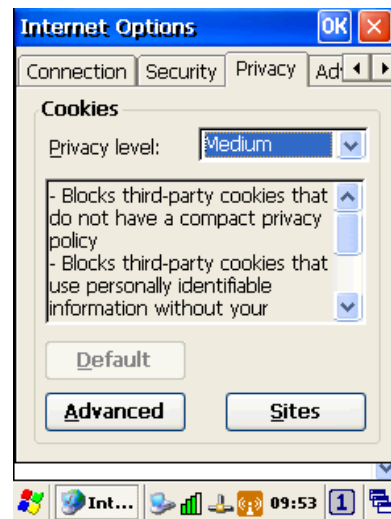 Internet Options OK
Connection Security Privacy Ad
Cookies
Privacy level: Medium
- Blocks third-party cookies that
do not have a compact privacy
policy
- Blocks third-party cookies that
use personally identifiable
information without your
Default
Advanced Sites
Int... 09:53 1